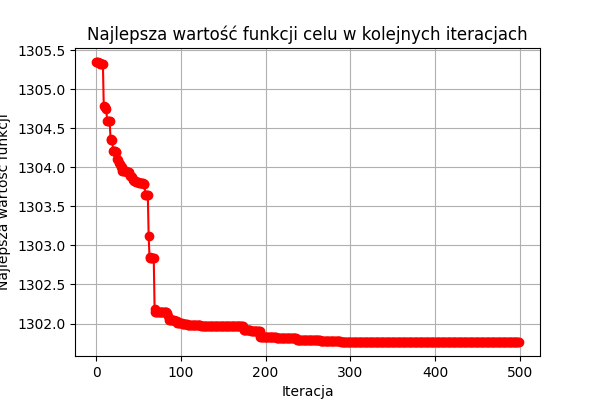 Najlepsza wartość funkcji celu w kolejnych iteracjach
Najlepsza wartość funkcji
1305.5
1305.0
1304.5
1304.0
1303.5
1303.0
1302.5
1302.0
0 100 200 300 400 500
Iteracja